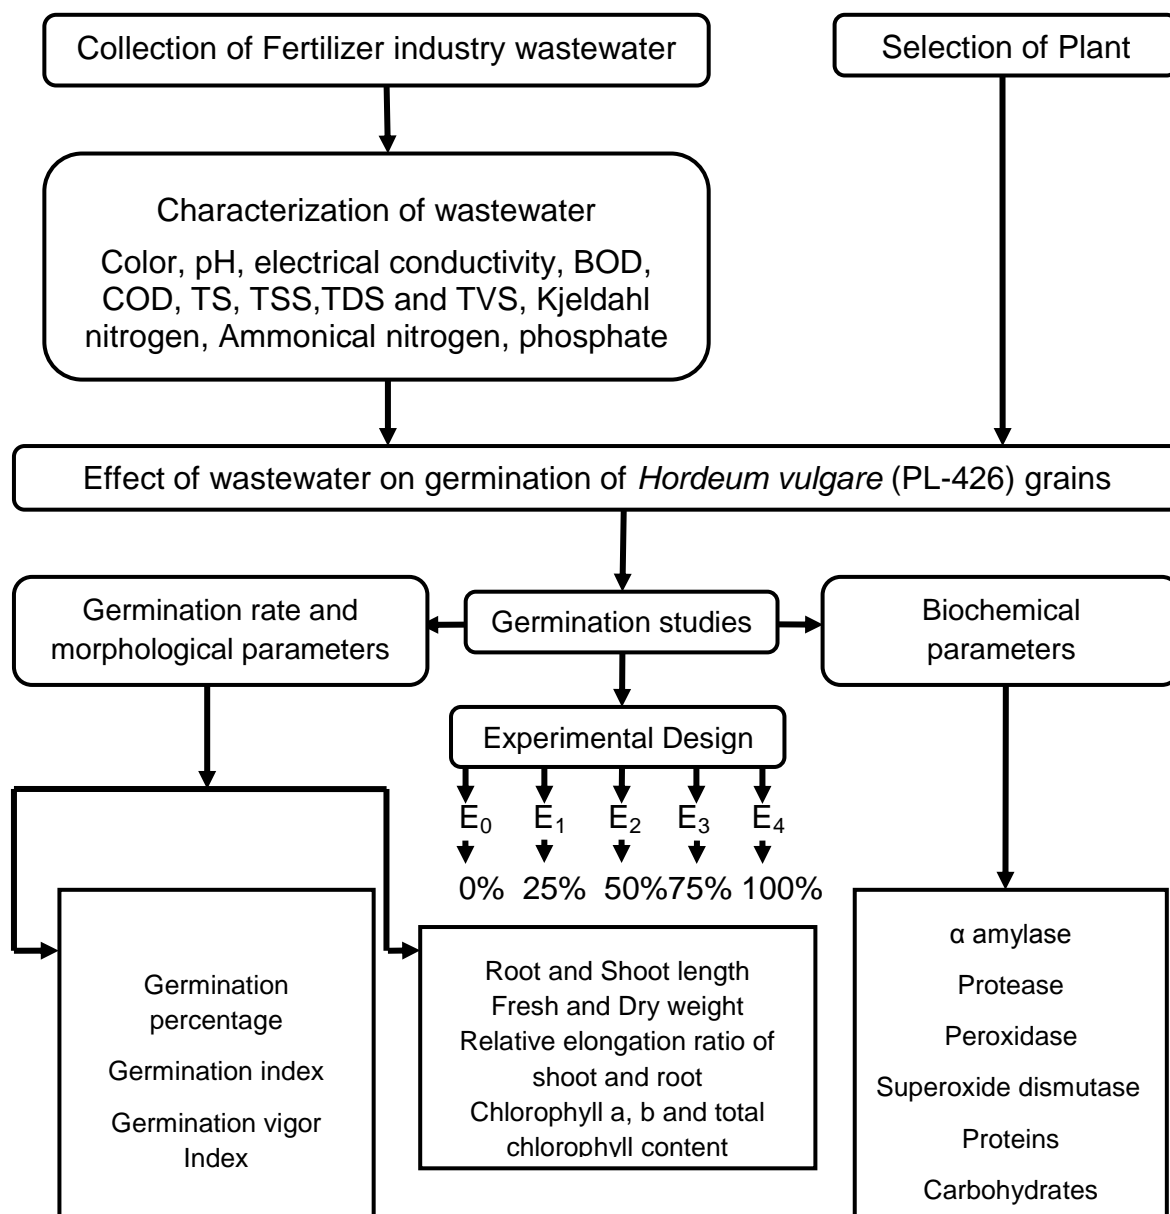 Collection of Fertilizer industry wastewater
Selection of Plant
Characterization of wastewater
Color, pH, electrical conductivity, BOD,
COD, TS, TSS,TDS and TVS, Kjeldahl
nitrogen, Ammonical nitrogen, phosphate
Effect of wastewater on germination of Hordeum vulgare (PL-426) grains
Germination rate and
morphological parameters
Germination studies
Biochemical
parameters
Experimental Design
E₀ E₁ E₂ E₃ E₄
0% 25% 50% 75% 100%
Germination
percentage
Germination index
Germination vigor
Index
Root and Shoot length
Fresh and Dry weight
Relative elongation ratio of
shoot and root
Chlorophyll a, b and total
chlorophyll content
α amylase
Protease
Peroxidase
Superoxide dismutase
Proteins
Carbohydrates